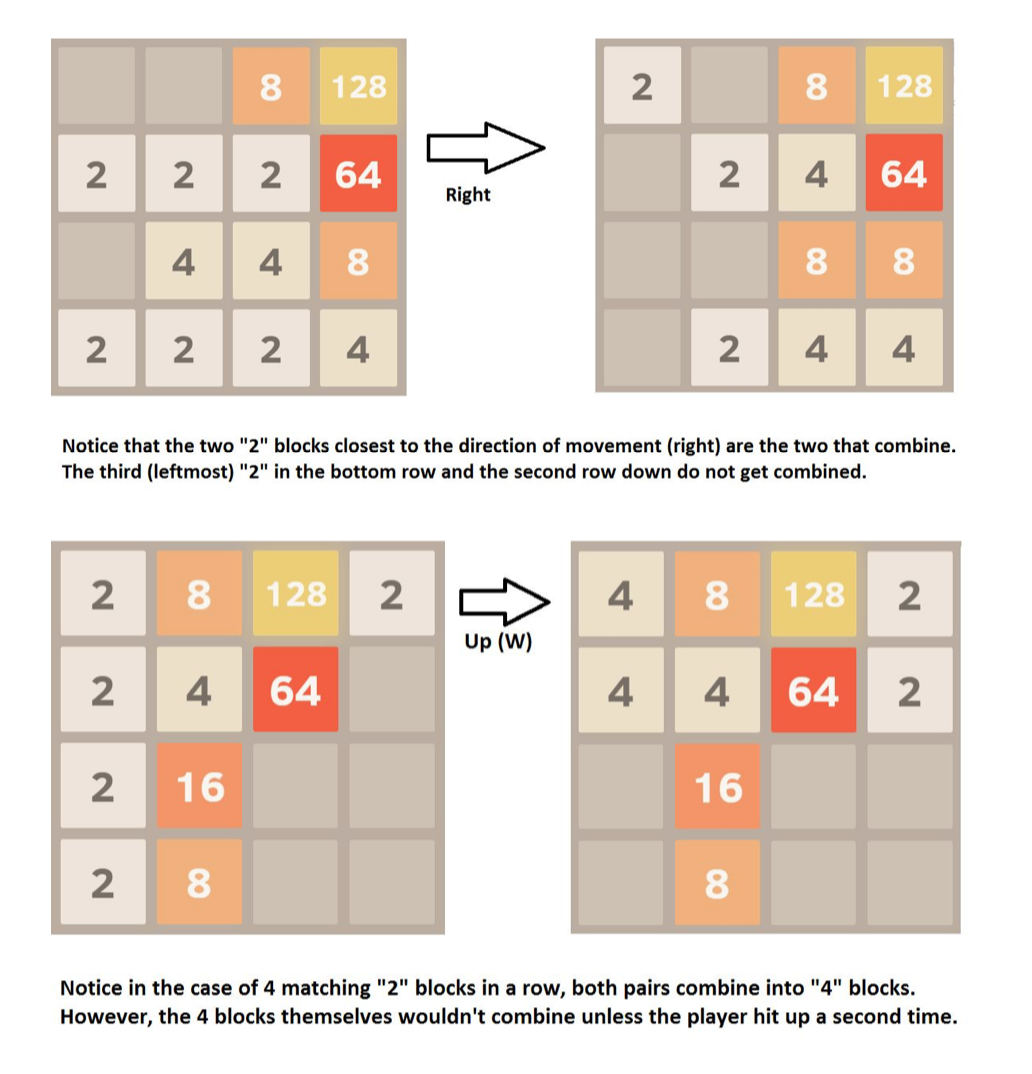 8 128
2 2 2 64
4 4 8
2 2 2 4
Right
2 8 128
2 4 64
8 8
2 4 4
Notice that the two "2" blocks closest to the direction of movement (right) are the two that combine.
The third (leftmost) "2" in the bottom row and the second row down do not get combined.
2 8 128 2
2 4 64
2 16
2 8
Up (W)
4 8 128 2
4 4 64 2
16
8
Notice in the case of 4 matching "2" blocks in a row, both pairs combine into "4" blocks.
However, the 4 blocks themselves wouldn't combine unless the player hit up a second time.